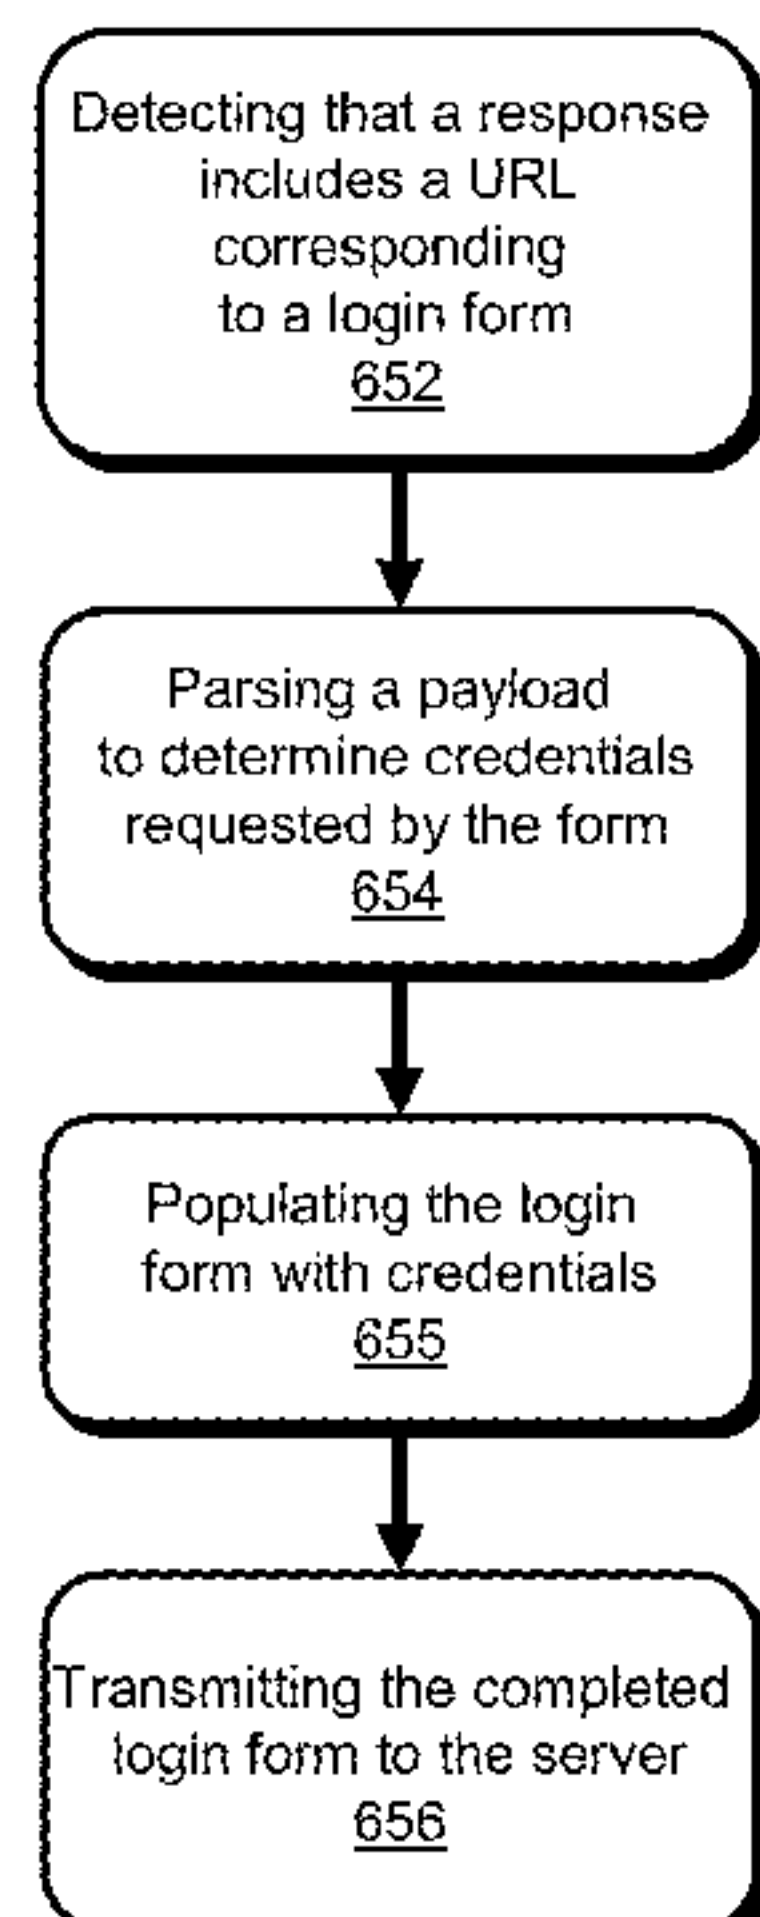 Detecting that a response
includes a URL
corresponding
to a login form
652
Parsing a payload
to determine credentials
requested by the form
654
Populating the login
form with credentials
655
Transmitting the completed
login form to the server
656